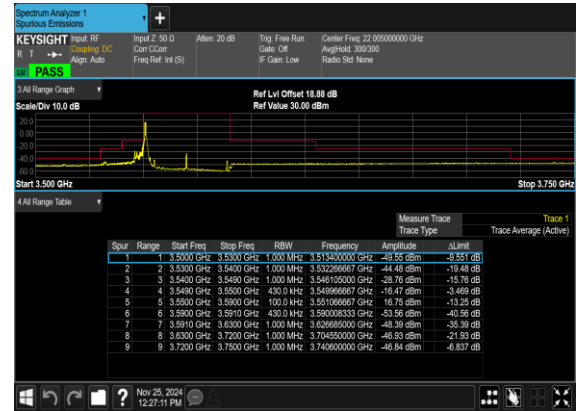 Spectrum Analyzer 1
Spurious Emissions
KEYSIGHT Input: RF Input Z: 50 Ω Atten: 20 dB Trig: Free Run Center Freq: 22.005000000 GHz
R T Coupling: DC Corr CCorr Gate: Off Avg|Hold: 300/300
Align: Auto Freq Ref: Int (S) IF Gain: Low Radio Std: None
PASS
3 All Range Graph
Ref Lvl Offset 18.88 dB
Scale/Div 10.0 dB Ref Value 30.00 dBm
20.0
0.00
-20.0
-40.0
-60.0
Start 3.500 GHz Stop 3.750 GHz
4 All Range Table
Measure Trace Trace 1
Trace Type Trace Average (Active)
Spur Range Start Freq Stop Freq RBW Frequency Amplitude ΔLimit
1 1 3.5000 GHz 3.5300 GHz 1.000 MHz 3.513400000 GHz -49.55 dBm -9.551 dB
2 2 3.5300 GHz 3.5400 GHz 1.000 MHz 3.532266667 GHz -44.48 dBm -19.48 dB
3 3 3.5400 GHz 3.5490 GHz 1.000 MHz 3.546105000 GHz -28.76 dBm -15.76 dB
4 4 3.5490 GHz 3.5500 GHz 430.0 kHz 3.549966667 GHz -16.47 dBm -3.469 dB
5 5 3.5500 GHz 3.5900 GHz 100.0 kHz 3.551066667 GHz 16.75 dBm -13.25 dB
6 6 3.5900 GHz 3.5910 GHz 430.0 kHz 3.590008333 GHz -53.56 dBm -40.56 dB
7 7 3.5910 GHz 3.6300 GHz 1.000 MHz 3.626685000 GHz -48.39 dBm -35.39 dB
8 8 3.6300 GHz 3.7200 GHz 1.000 MHz 3.704550000 GHz -46.93 dBm -21.93 dB
9 9 3.7200 GHz 3.7500 GHz 1.000 MHz 3.740600000 GHz -46.84 dBm -6.837 dB
Nov 25, 2024
12:27:11 PM